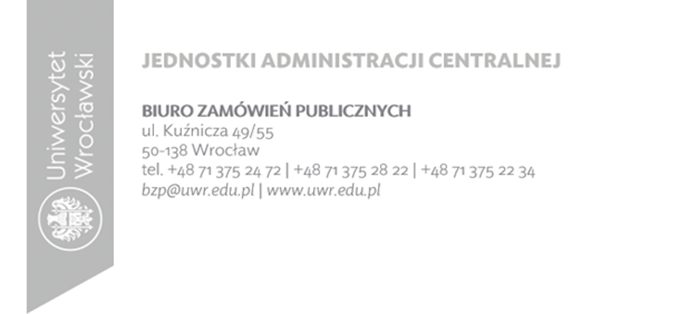 Uniwersytet
Wrocławski
JEDNOSTKI ADMINISTRACJI CENTRALNEJ
BIURO ZAMÓWIEŃ PUBLICZNYCH
ul. Kuźnicza 49/55
50-138 Wrocław
tel. +48 71 375 24 72 | +48 71 375 28 22 | +48 71 375 22 34
bzp@uwr.edu.pl | www.uwr.edu.pl